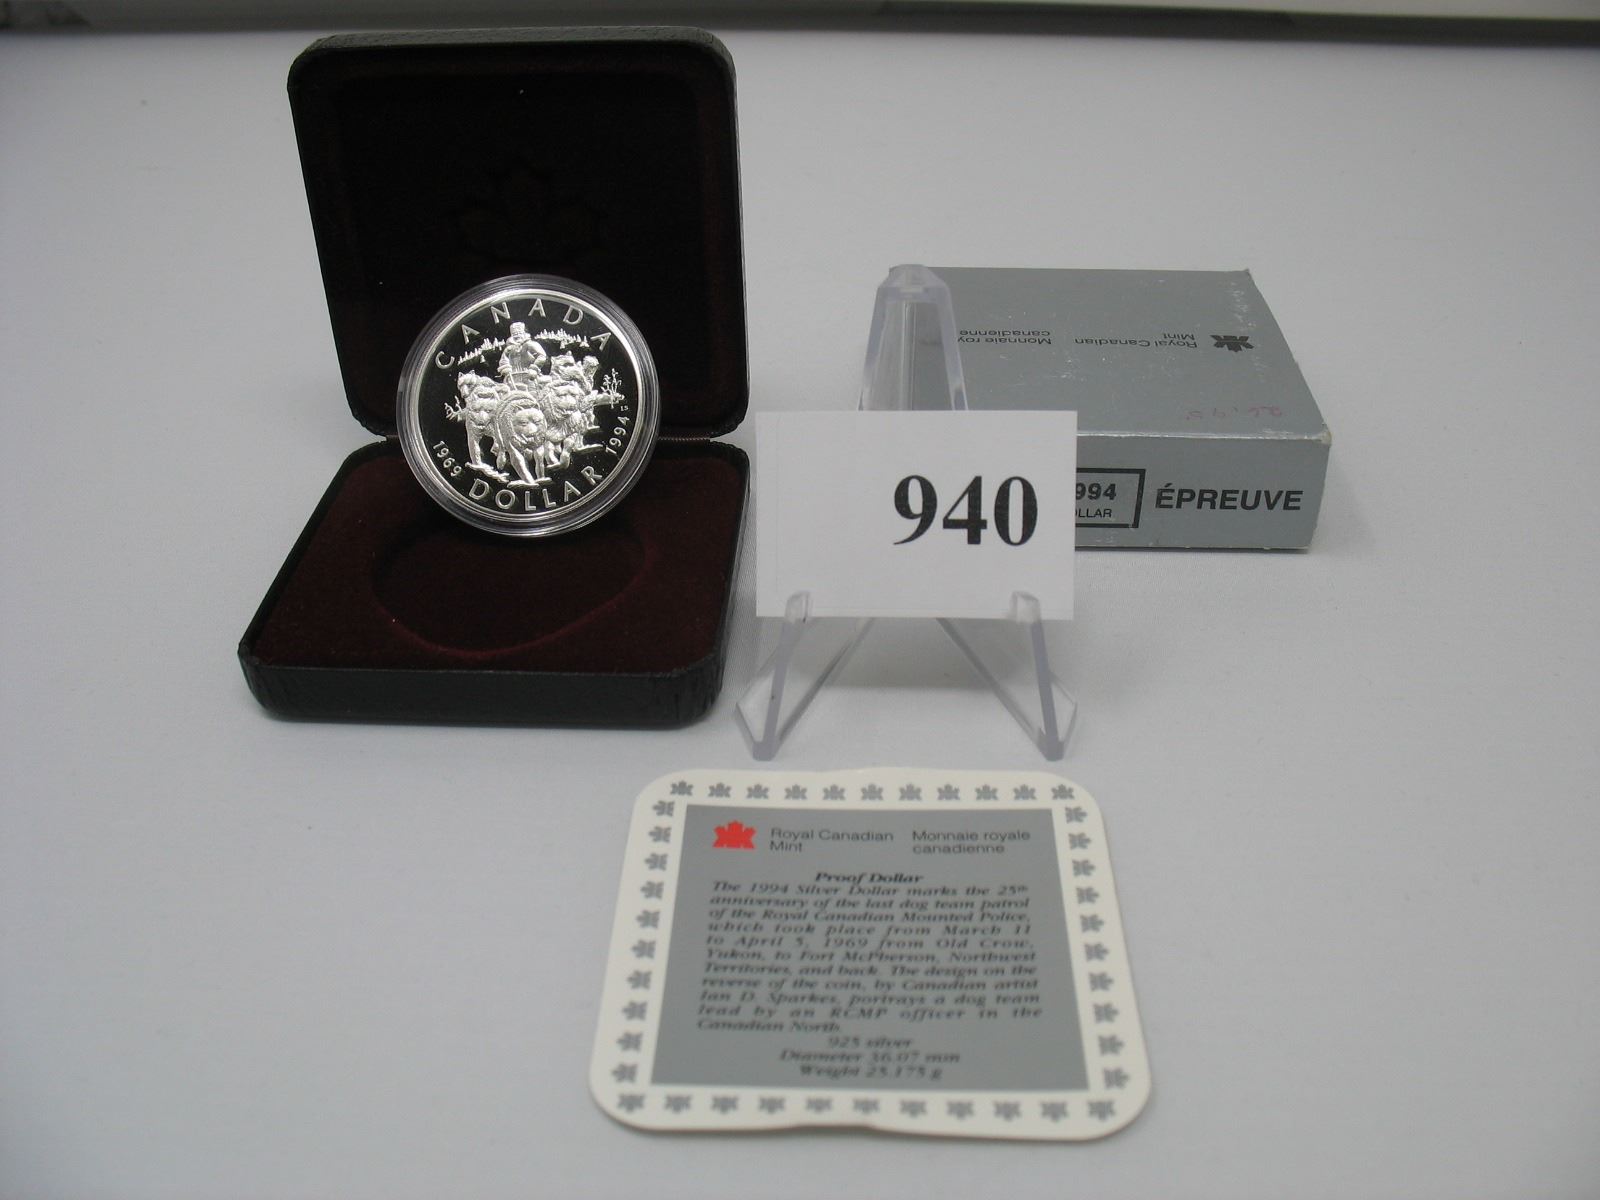 CANADA
1969 DOLLAR 1994
IS
Royal Canadian Mint
Monnaie roy
canadienne
26.95
940
994
OLLAR
ÉPREUVE
Royal Canadian
Mint
Monnaie royale
canadienne
Proof Dollar
The 1994 Silver Dollar marks the 25th
anniversary of the last dog team patrol
of the Royal Canadian Mounted Police,
which took place from March 11
to April 5, 1969 from Old Crow,
Yukon, to Fort McPherson, Northwest
Territories, and back. The design on the
reverse of the coin, by Canadian artist
Ian D. Sparkes, portrays a dog team
lead by an RCMP officer in the
Canadian North.
925 silver
Diameter 36.07 mm
Weight 25.175 g